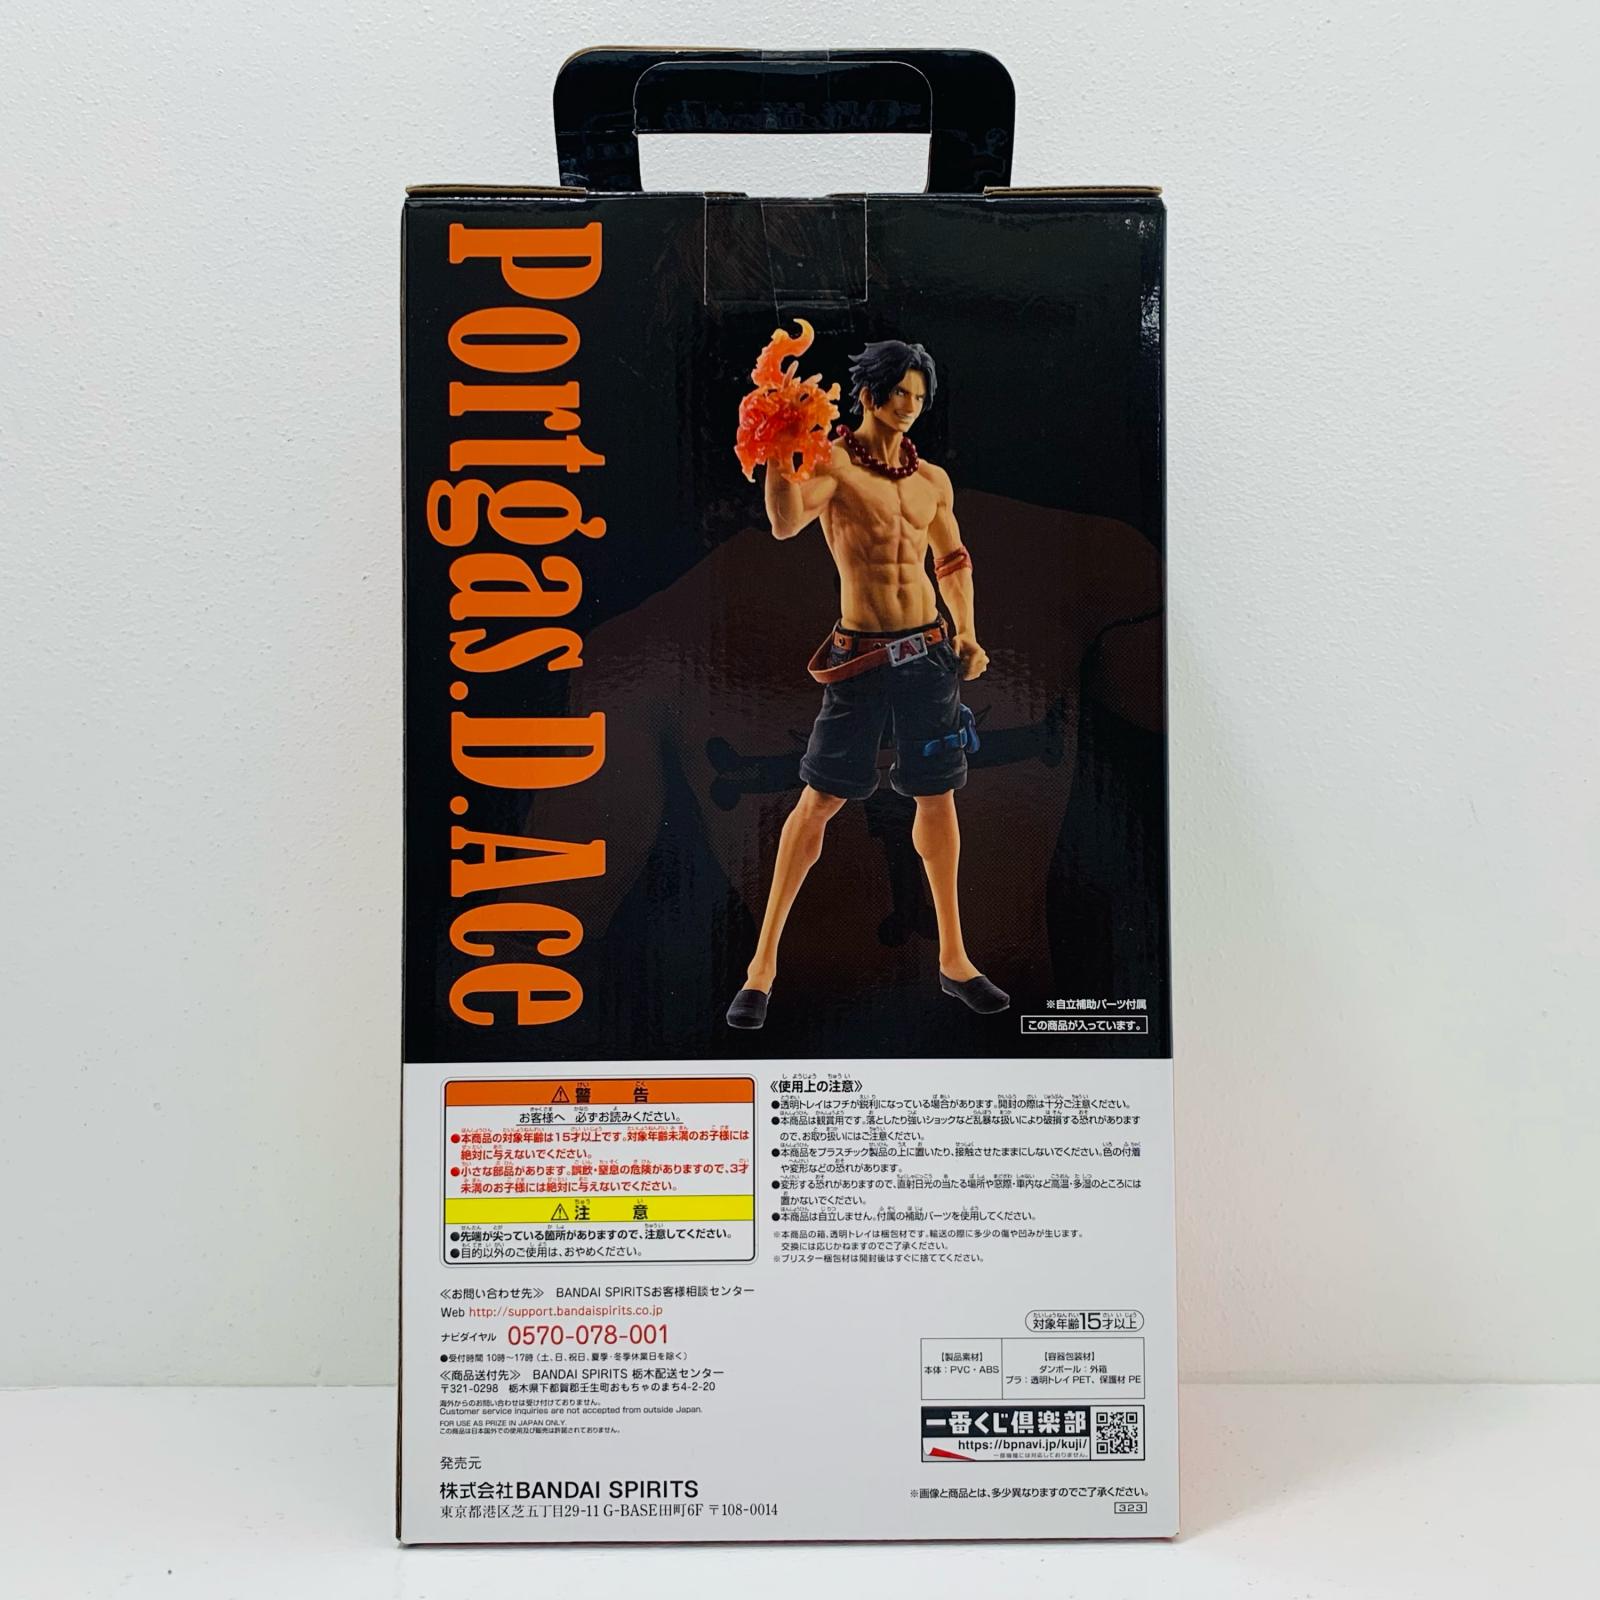 Portgas.D.Ace
※自立補助パーツ付属
この商品が入っています。
⚠警告
お客様へ 必ずお読みください。
●本商品の対象年齢は15才以上です。対象年齢未満のお子様には
絶対に与えないでください。
●小さな部品があります。誤飲・窒息の危険がありますので、3才
未満のお子様には絶対に与えないでください。
⚠注意
●先端が尖っている箇所がありますので、注意してください。
●目的以外のご使用は、おやめください。
《使用上の注意》
●透明トレイはフチが鋭利になっている場合があります。開封の際は十分ご注意ください。
●本商品は観賞用です。落としたり強いショックなど乱暴な扱いにより破損する恐れがあります
ので、お取り扱いにはご注意ください。
●本商品をプラスチック製品の上に置いたり、接触させたままにしないでください。色の付着
や変形などの恐れがあります。
●変形する恐れがありますので、直射日光の当たる場所や窓際・車内など高温・多湿のところには
置かないでください。
●本商品は自立しません。付属の補助パーツを使用してください。
※本商品の箱、透明トレイは梱包材です。輸送の際に多少の傷や凹みが生じます。
交換には応じかねますのでご了承ください。
※ブリスター梱包材は開封後はすぐに捨ててください。
《お問い合わせ先》 BANDAI SPIRITSお客様相談センター
Web http://support.bandaispirits.co.jp
ナビダイヤル 0570-078-001
●受付時間 10時～17時（土、日、祝日、夏季・冬季休業日を除く）
《商品送付先》 BANDAI SPIRITS 栃木配送センター
〒321-0298 栃木県下都賀郡壬生町おもちゃのまち4-2-20
海外からのお問い合わせは受け付けておりません。
Customer service inquiries are not accepted from outside Japan.
FOR USE AS PRIZE IN JAPAN ONLY.
この商品は日本国外での使用及び販売は許諾されておりません。
発売元
株式会社BANDAI SPIRITS
東京都港区芝五丁目29-11 G-BASE田町6F 〒108-0014
対象年齢15才以上
【製品素材】
本体：PVC・ABS
【容器包装材】
ダンボール：外箱
プラ：透明トレイ PET、保護材 PE
一番くじ倶楽部
https://bpnavi.jp/kuji/
一部機種には対応しておりません。
※画像と商品とは、多少異なりますのでご了承ください。
323